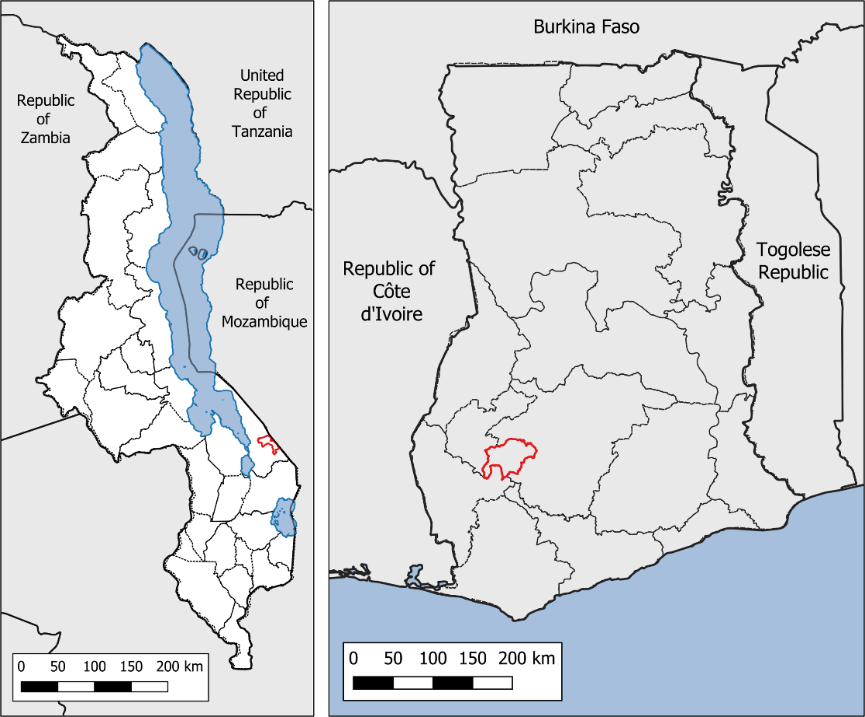 Republic
of
Zambia
United
Republic
of
Tanzania
Republic
of
Mozambique
0 50 100 150 200 km
Burkina Faso
Republic of
Côte
d'Ivoire
Togolese
Republic
0 50 100 150 200 km